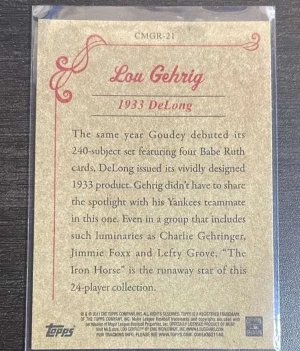 CMGR-21
Lou Gehrig
1933 DeLong
The same year Goudey debuted its
240-subject set featuring four Babe Ruth
cards, DeLong issued its vividly designed
1933 product. Gehrig didn't have to share
the spotlight with his Yankees teammate
in this one. Even in a group that includes
such luminaries as Charlie Gehringer,
Jimmie Foxx and Lefty Grove, "The
Iron Horse" is the runaway star of this
24-player collection.
Topps